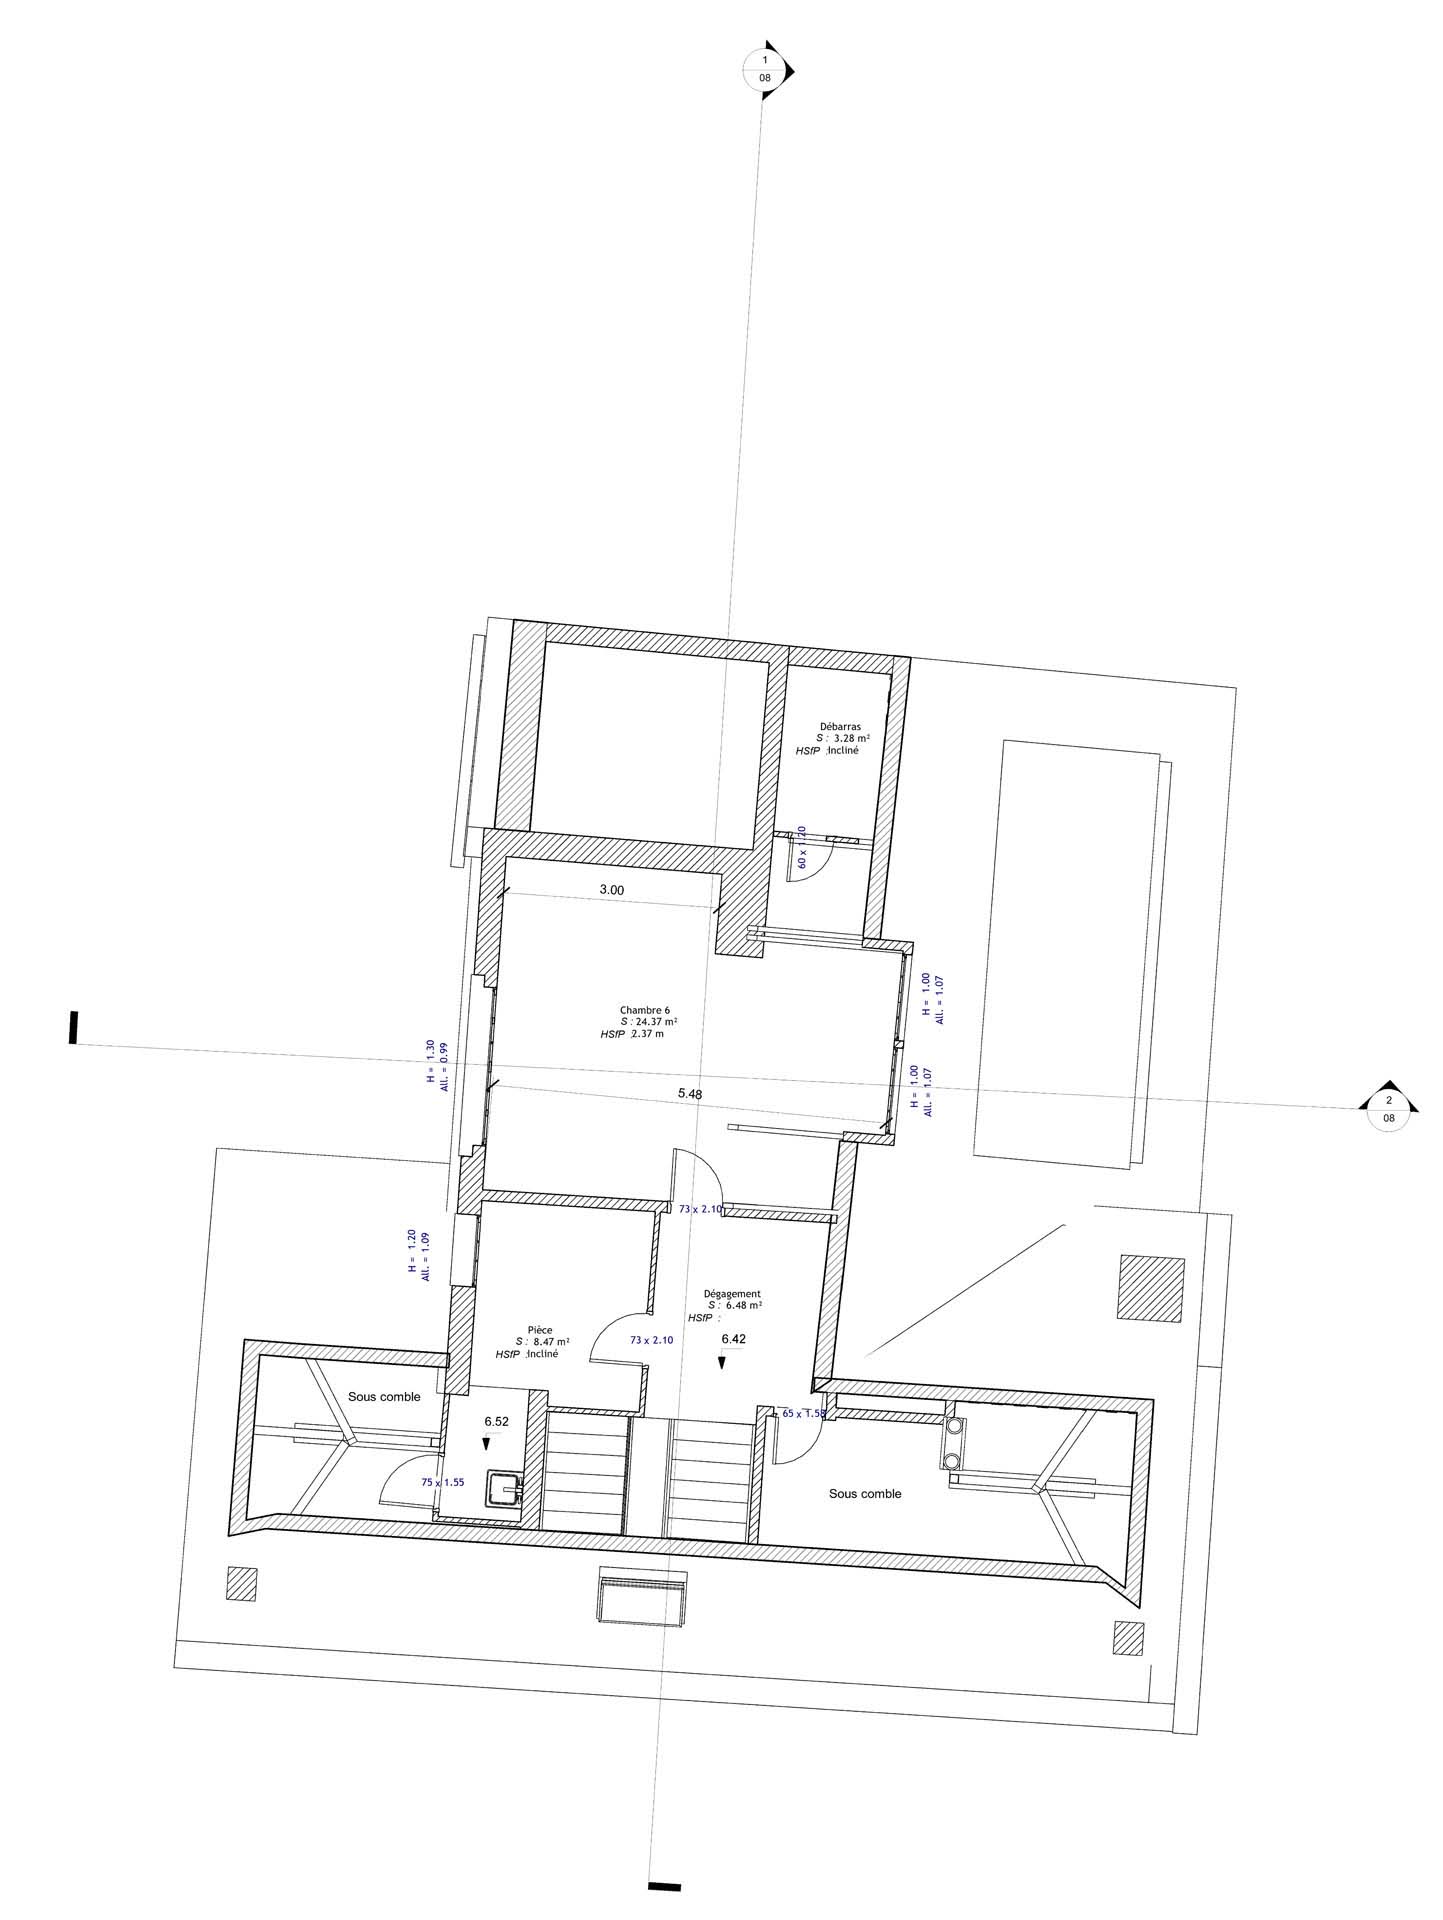 1
08
Débarras
S : 3.28 m²
HSfP : Incliné
60 x 1.20
3.00
Chambre 6
S : 24.37 m²
HSfP : 2.37 m
H = 1.00
All. = 1.07
H = 1.30
All. = 0.99
H = 1.00
All. = 1.07
5.48
2
08
73 x 2.10
H = 1.20
All. = 1.09
Dégagement
S : 6.48 m²
HSfP :
Pièce
S : 8.47 m²
HSfP : Incliné
73 x 2.10
6.42
Sous comble
6.52
65 x 1.58
75 x 1.55
Sous comble